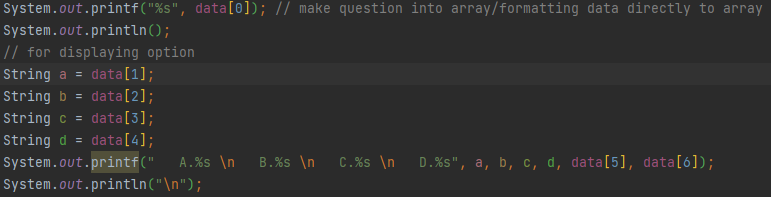 System.out.printf("%s", data[0]); // make question into array/formatting data directly to array
System.out.println();
// for displaying option
String a = data[1];
String b = data[2];
String c = data[3];
String d = data[4];
System.out.printf("   A.%s \n   B.%s \n   C.%s \n   D.%s", a, b, c, d, data[5], data[6]);
System.out.println("\n");